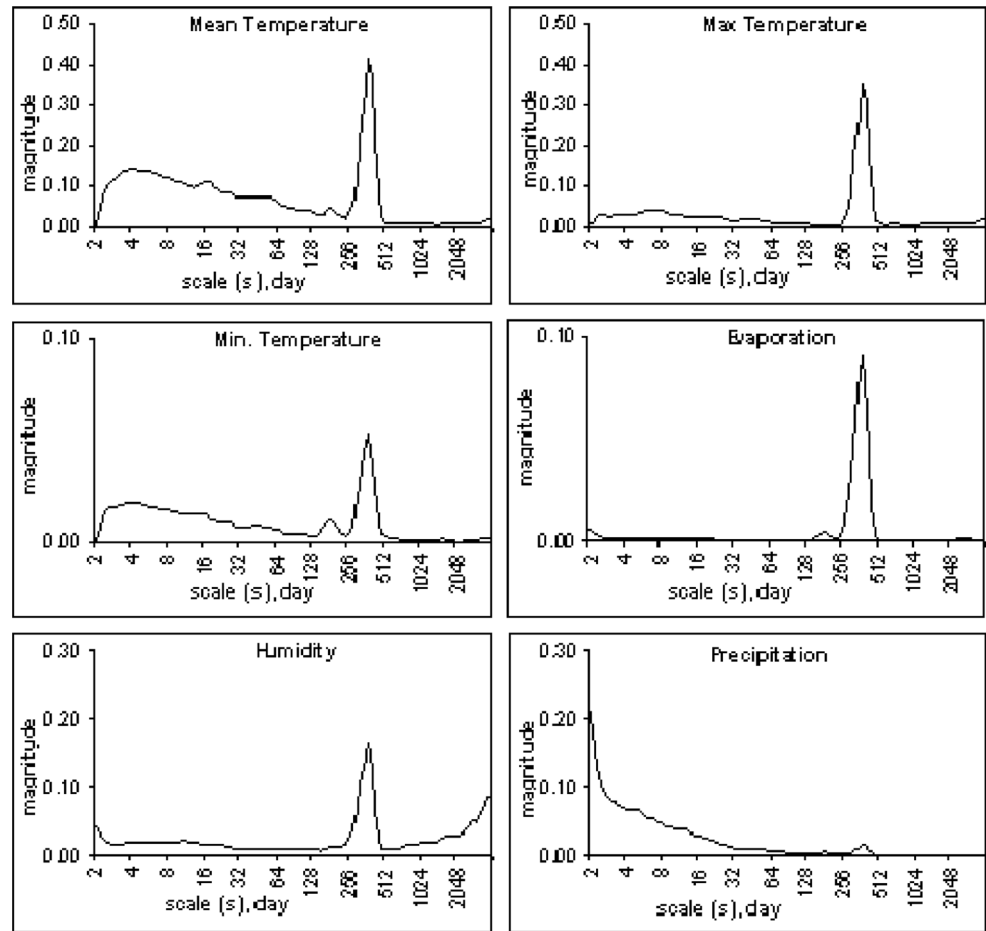 Mean Temperature
magnitude
0.50
0.40
0.30
0.20
0.10
0.00
2 4 8 16 32 64 128 256 512 1024 2048
scale (s), day
Max Temperature
magnitude
0.50
0.40
0.30
0.20
0.10
0.00
2 4 8 16 32 64 128 256 512 1024 2048
scale (s), day
Min. Temperature
magnitude
0.10
0.00
2 4 8 16 32 64 128 256 512 1024 2048
scale (s), day
Evaporation
magnitude
0.10
0.00
2 4 8 16 32 64 128 256 512 1024 2048
scale (s), day
Humidity
magnitude
0.30
0.20
0.10
0.00
2 4 8 16 32 64 128 256 512 1024 2048
scale (s), day
Precipitation
magnitude
0.30
0.20
0.10
0.00
2 4 8 16 32 64 128 256 512 1024 2048
scale (s), day